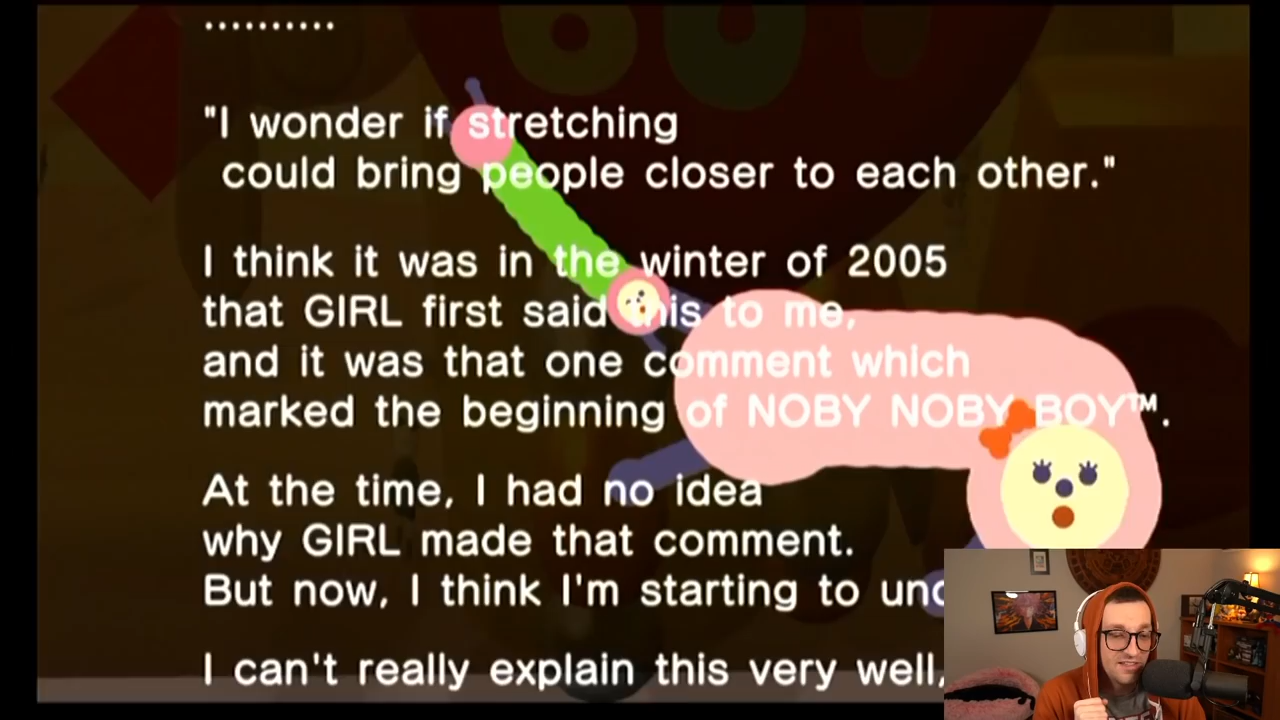 ..........
"I wonder if stretching
could bring people closer to each other."
I think it was in the winter of 2005
that GIRL first said this to me,
and it was that one comment which
marked the beginning of NOBY NOBY BOY™.
At the time, I had no idea
why GIRL made that comment.
But now, I think I'm starting to
I can't really explain this very well,